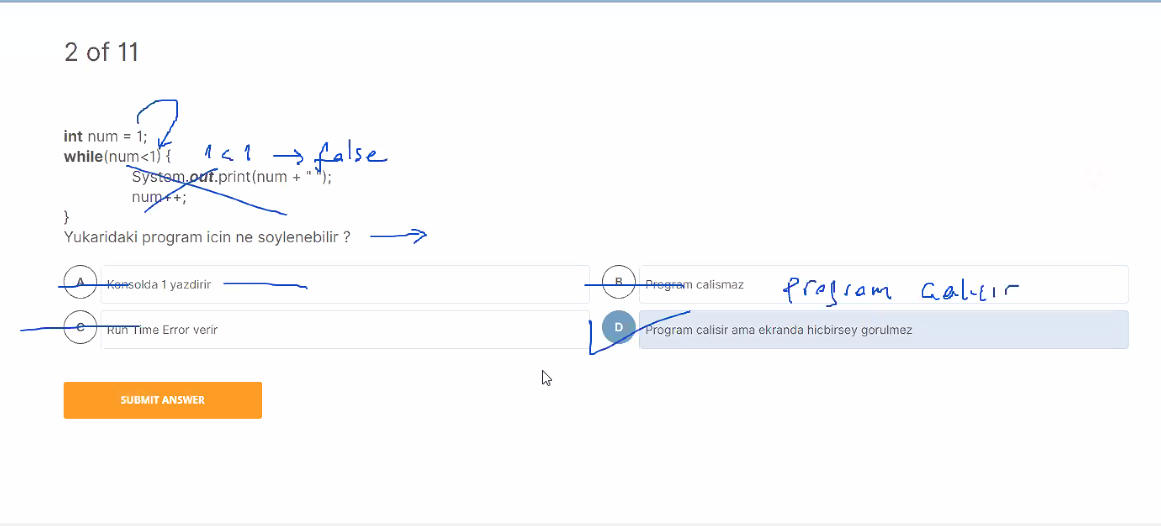 2 of 11
int num = 1;
while(num<1) { 1 < 1 → false
System.out.print(num + " ");
num++;
}
Yukaridaki program icin ne soylenebilir ? →
A Konsolda 1 yazdirir
B Program calismaz Program Calışır
C Run Time Error verir
D Program calisir ama ekranda hicbirsey gorulmez
SUBMIT ANSWER